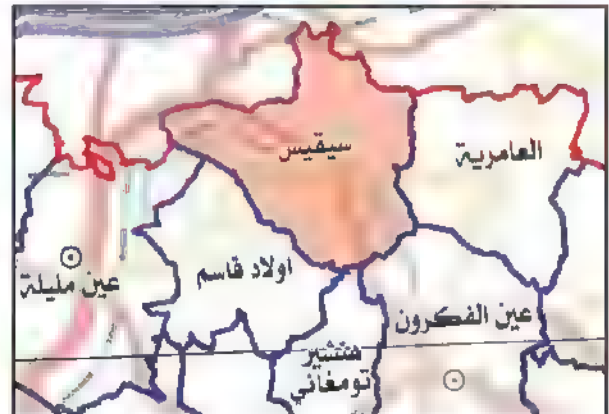 سيقيس
العامرية
اولاد قاسم
عين مليلة
عين الفكرون
هنشير
تومغاني